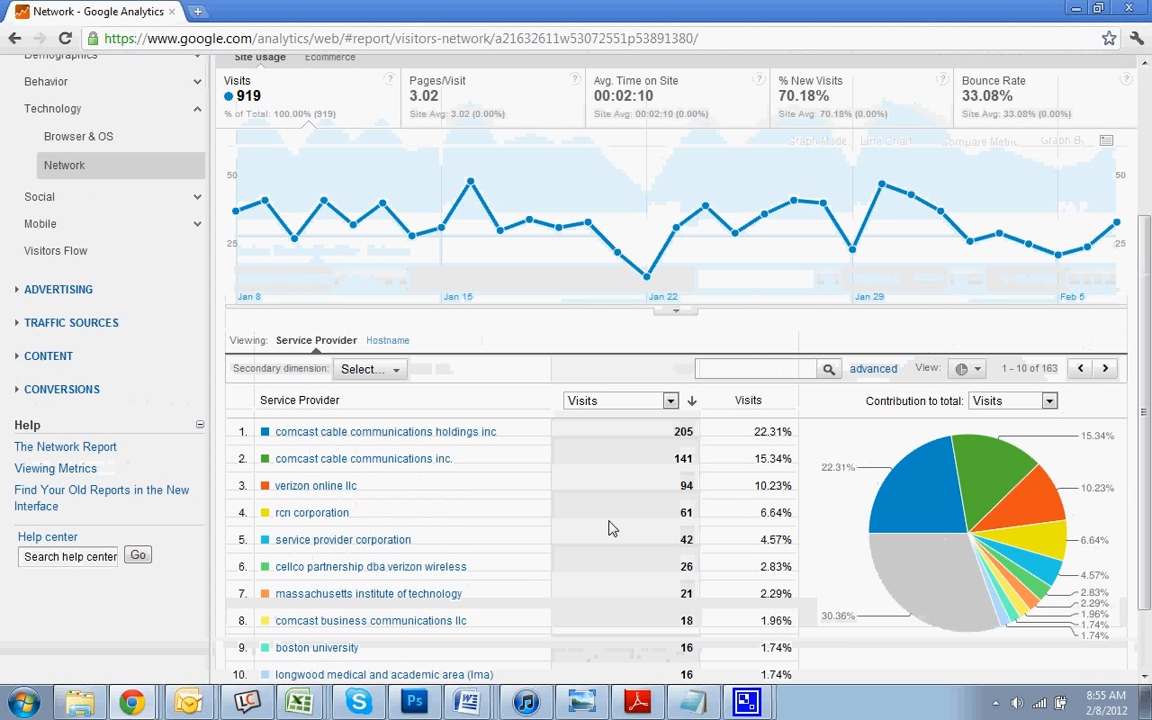 Network - Google Analytics
https://www.google.com/analytics/web/#report/visitors-network/a21632611w53072551p53891380/
Demographics
Behavior
Technology
Browser & OS
Network
Social
Mobile
Visitors Flow
ADVERTISING
TRAFFIC SOURCES
CONTENT
CONVERSIONS
Help
The Network Report
Viewing Metrics
Find Your Old Reports in the New
Interface
Help center
Search help center Go
Site Usage Ecommerce
Visits
919
% of Total: 100.00% (919)
Pages/Visit
3.02
Site Avg: 3.02 (0.00%)
Avg. Time on Site
00:02:10
Site Avg: 00:02:10 (0.00%)
% New Visits
70.18%
Site Avg: 70.18% (0.00%)
Bounce Rate
33.08%
Site Avg: 33.08% (0.00%)
Graph Mode Line Chart Compare Metric Graph B
50 50
25 25
Jan 8 Jan 15 Jan 22 Jan 29 Feb 5
Viewing: Service Provider Hostname
Secondary dimension: Select... advanced View: 1 - 10 of 163
Service Provider Visits Visits Contribution to total: Visits
1. comcast cable communications holdings inc 205 22.31%
2. comcast cable communications inc. 141 15.34%
3. verizon online llc 94 10.23%
4. rcn corporation 61 6.64%
5. service provider corporation 42 4.57%
6. cellco partnership dba verizon wireless 26 2.83%
7. massachusetts institute of technology 21 2.29%
8. comcast business communications llc 18 1.96%
9. boston university 16 1.74%
10. longwood medical and academic area (lma) 16 1.74%
15.34%
22.31%
10.23%
6.64%
4.57%
2.83%
2.29%
1.96%
1.74%
1.74%
30.36%
8:55 AM
2/8/2012